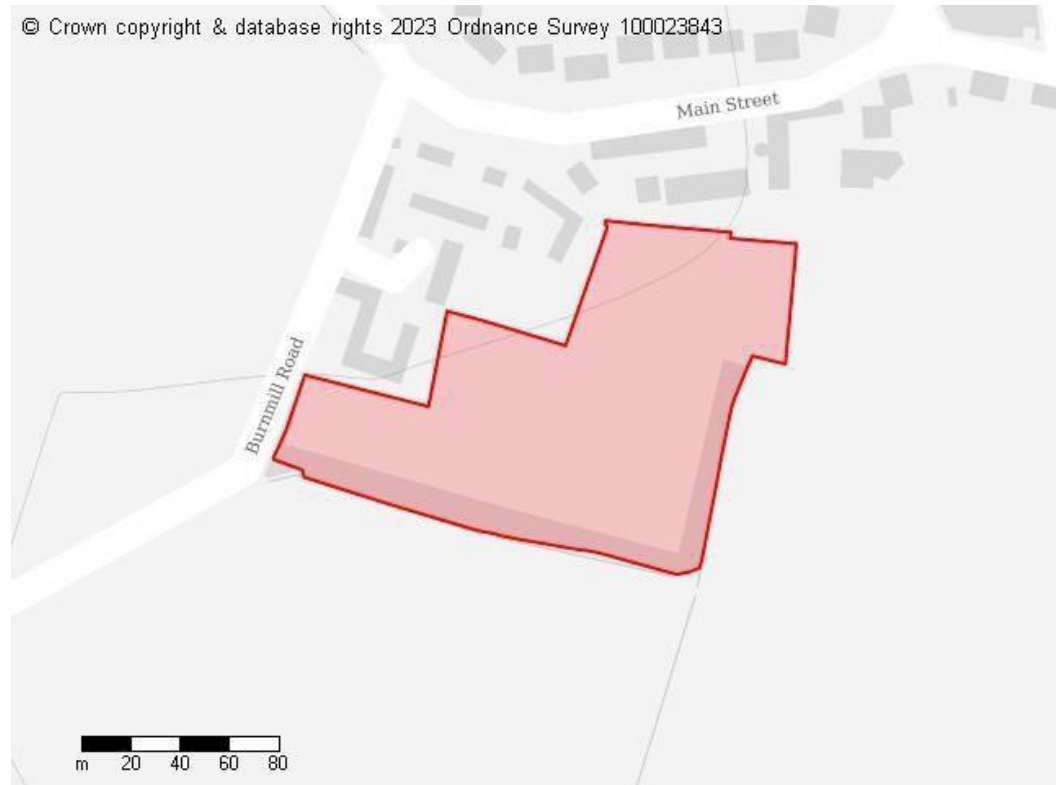 © Crown copyright & database rights 2023 Ordnance Survey 100023843
Main Street
Burnmill Road
m 20 40 60 80